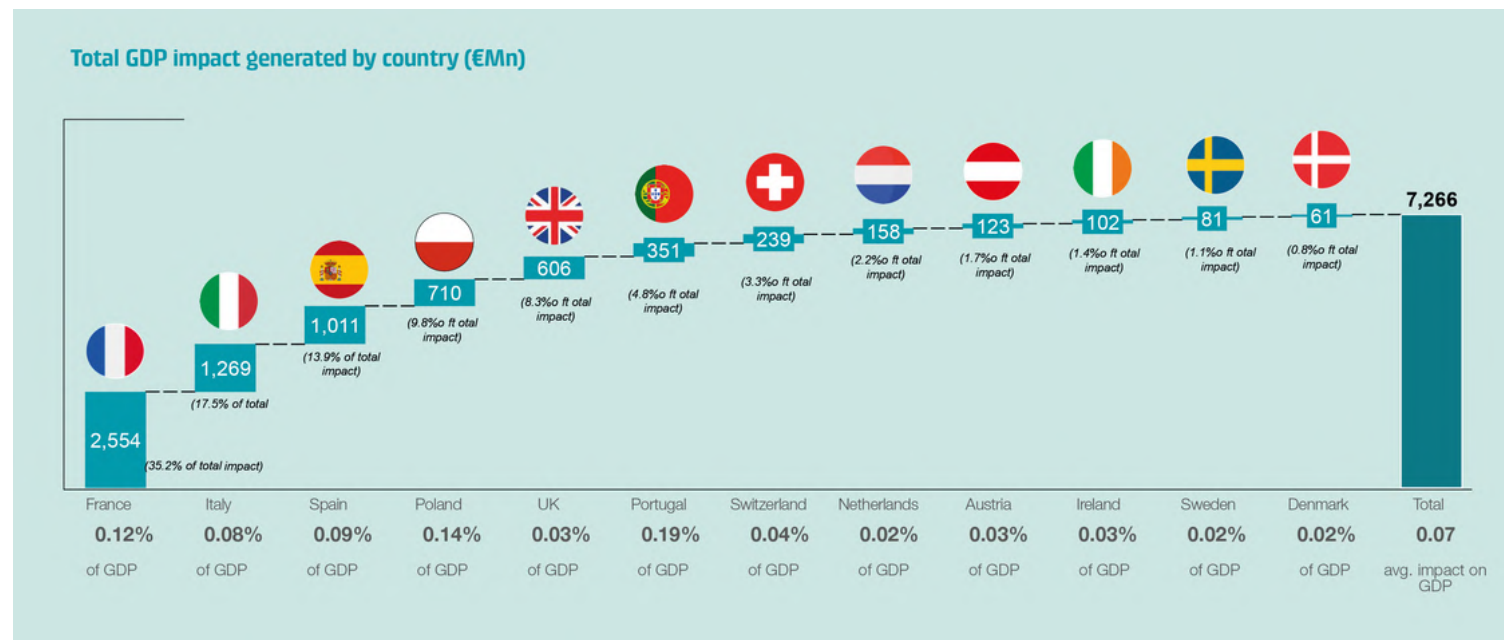 Total GDP impact generated by country (€Mn)
2,554
(35.2% of total impact)
1,269
(17.5% of total
1,011
(13.9% of total
impact)
710
(9.8%o ft otal
impact)
606
(8.3%o ft otal
impact)
351
(4.8%o ft otal
impact)
239
(3.3%o ft otal
impact)
158
(2.2%o ft otal
impact)
123
(1.7%o ft otal
impact)
102
(1.4%o ft otal
impact)
81
(1.1%o ft otal
impact)
61
(0.8%o ft otal
impact)
7,266
France Italy Spain Poland UK Portugal Switzerland Netherlands Austria Ireland Sweden Denmark Total
0.12% 0.08% 0.09% 0.14% 0.03% 0.19% 0.04% 0.02% 0.03% 0.03% 0.02% 0.02% 0.07
of GDP of GDP of GDP of GDP of GDP of GDP of GDP of GDP of GDP of GDP of GDP of GDP avg. impact on
GDP